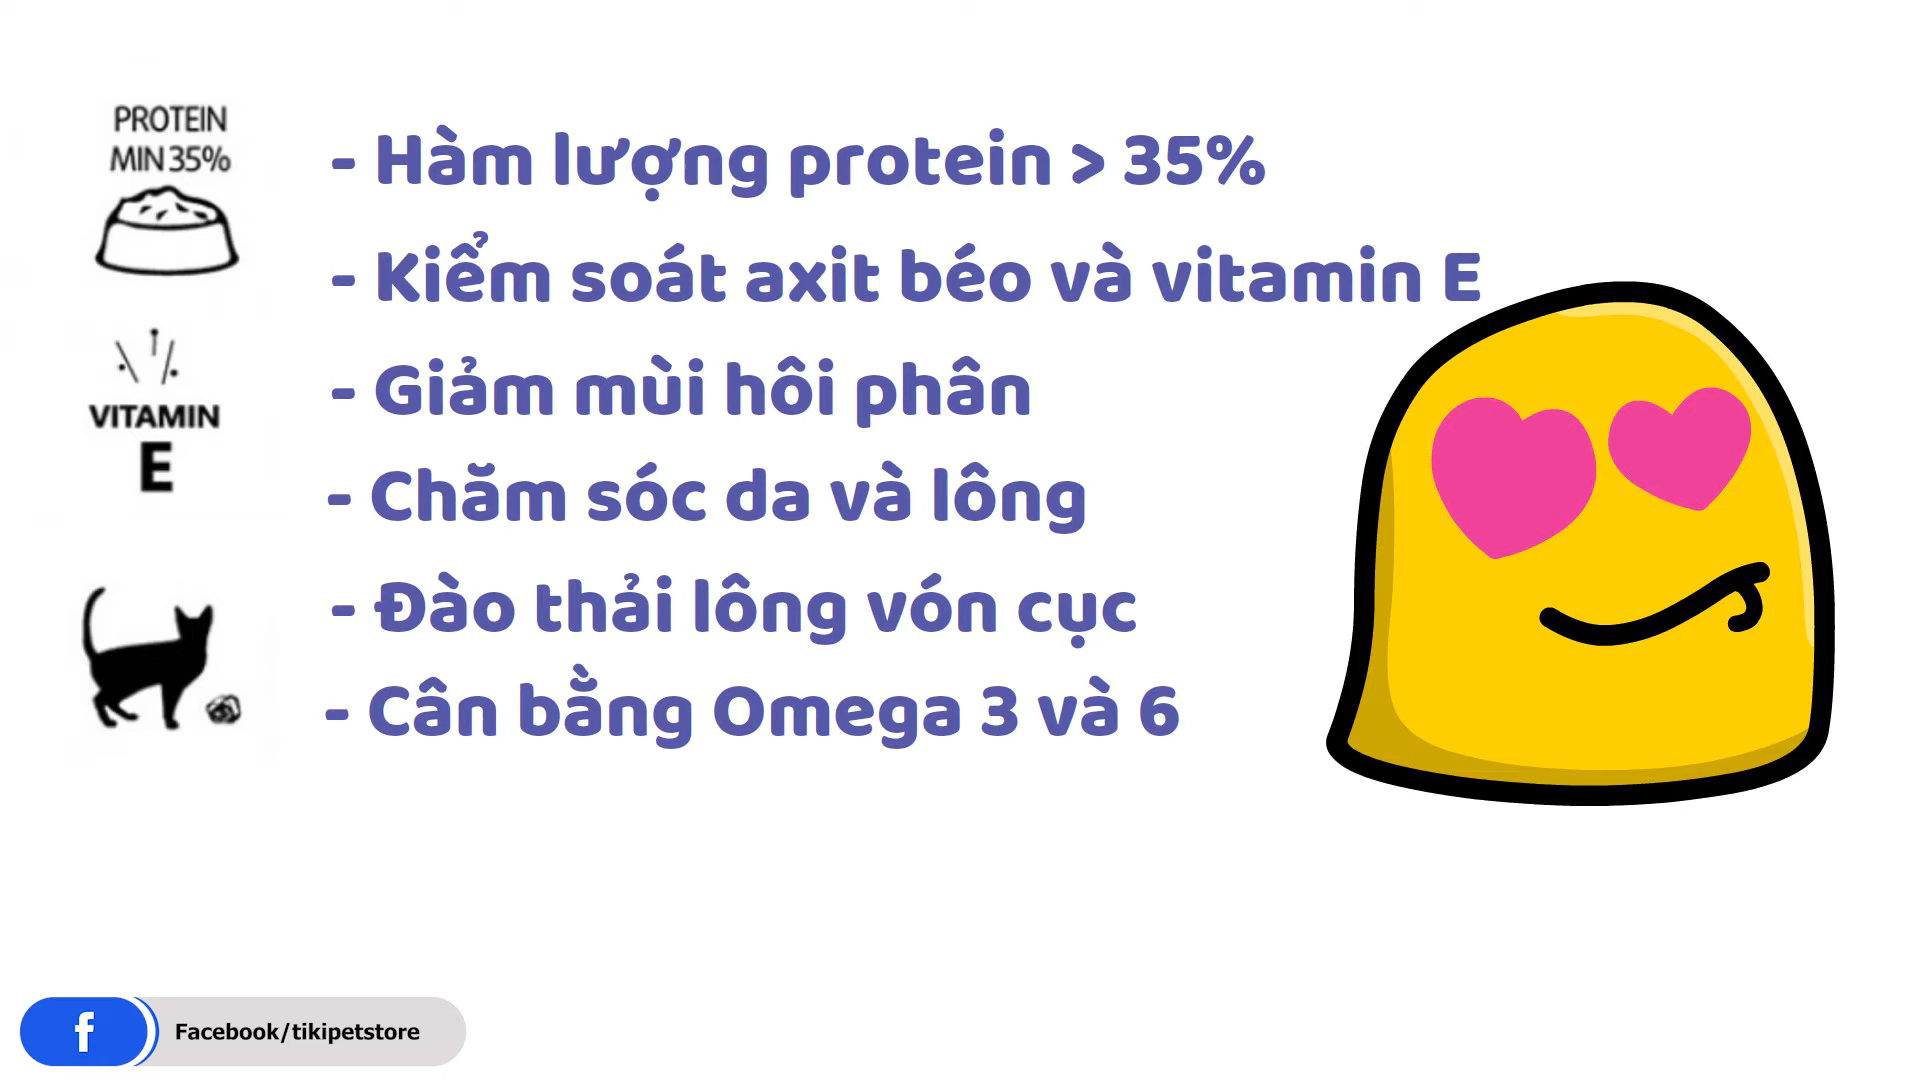 PROTEIN
MIN 35%
- Hàm lượng protein > 35%
- Kiểm soát axit béo và vitamin E
VITAMIN
E
- Giảm mùi hôi phân
- Chăm sóc da và lông
- Đào thải lông vón cục
- Cân bằng Omega 3 và 6
f
Facebook/tikipetstore